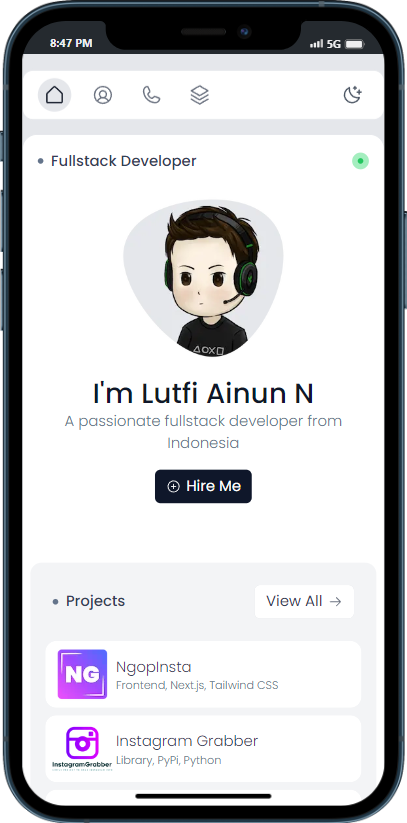 8:47 PM 5G
Fullstack Developer
I'm Lutfi Ainun N
A passionate fullstack developer from
Indonesia
Hire Me
Projects
View All →
NG
NgopInsta
Frontend, Next.js, Tailwind CSS
InstagramGrabber
Instagram Grabber
Library, PyPi, Python